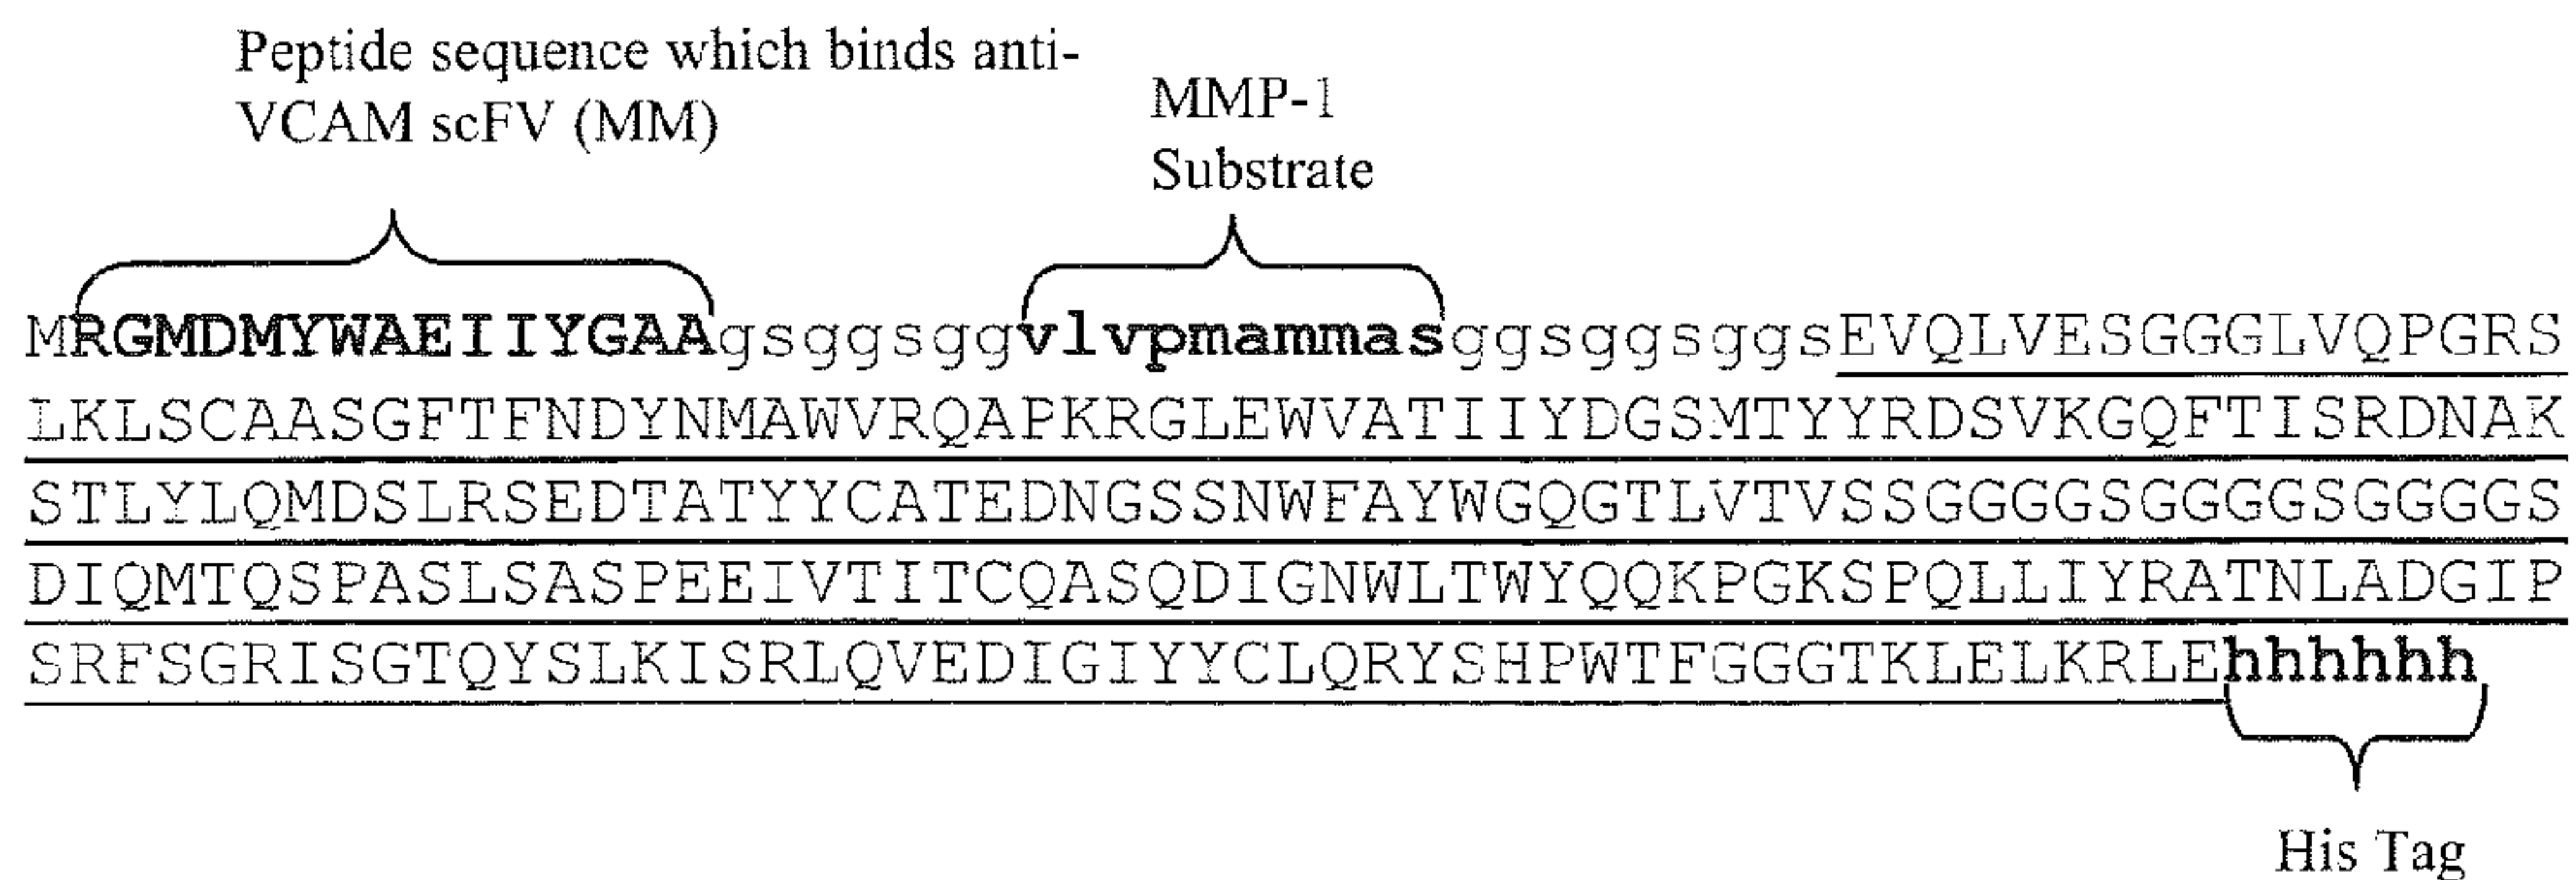 Peptide sequence which binds anti-
VCAM scFV (MM)
MMP-1
Substrate
MRGMDMYWAEIIYGAAgsggsggvlvpmammasggsggsggsEVQLVESGGGLVQPGRS
LKLSCAASGFTFNDYNMAWVRQAPKRGLEWVATIIYDGSMTYYRDSVKGQFTISRDNAK
STLYLQMDSLRSEDTATYYCATEDNGSSNWFAYWGQGTLVTVSSGGGGSGGGGSGGGGS
DIQMTQSPASLSASPEEIVTITCQASQDIGNWLTWYQQKPGKSPQLLIYRATNLADGIP
SRFSGRISGTQYSLKISRLQVEDIGIYYCLQRYSHPWTFGGGTKLELKRLEhhhhhh
His Tag